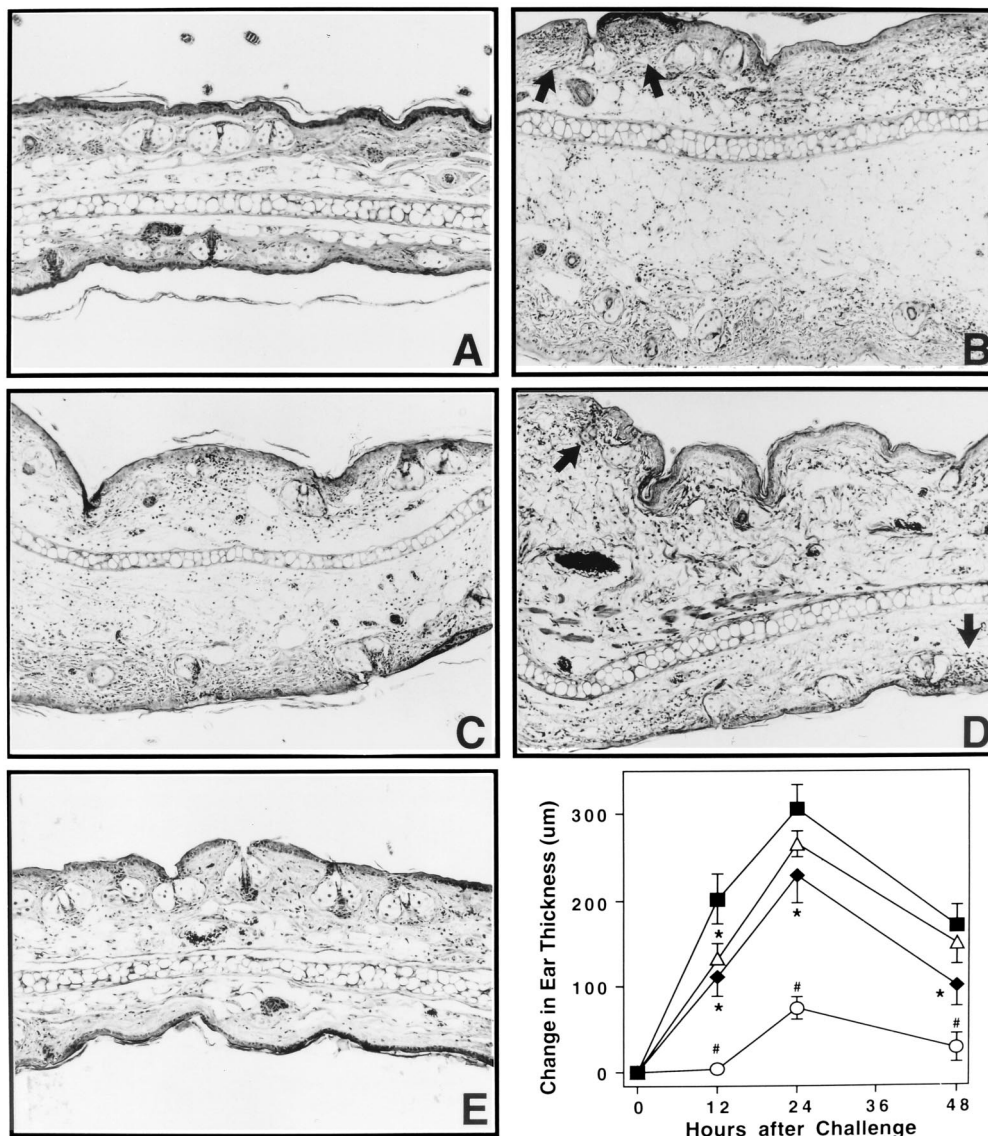 A
B
C
D
E
Change in Ear Thickness (um)
300
200
100
0
*
*
*
*
#
#
#
0 12 24 36 48
Hours after Challenge